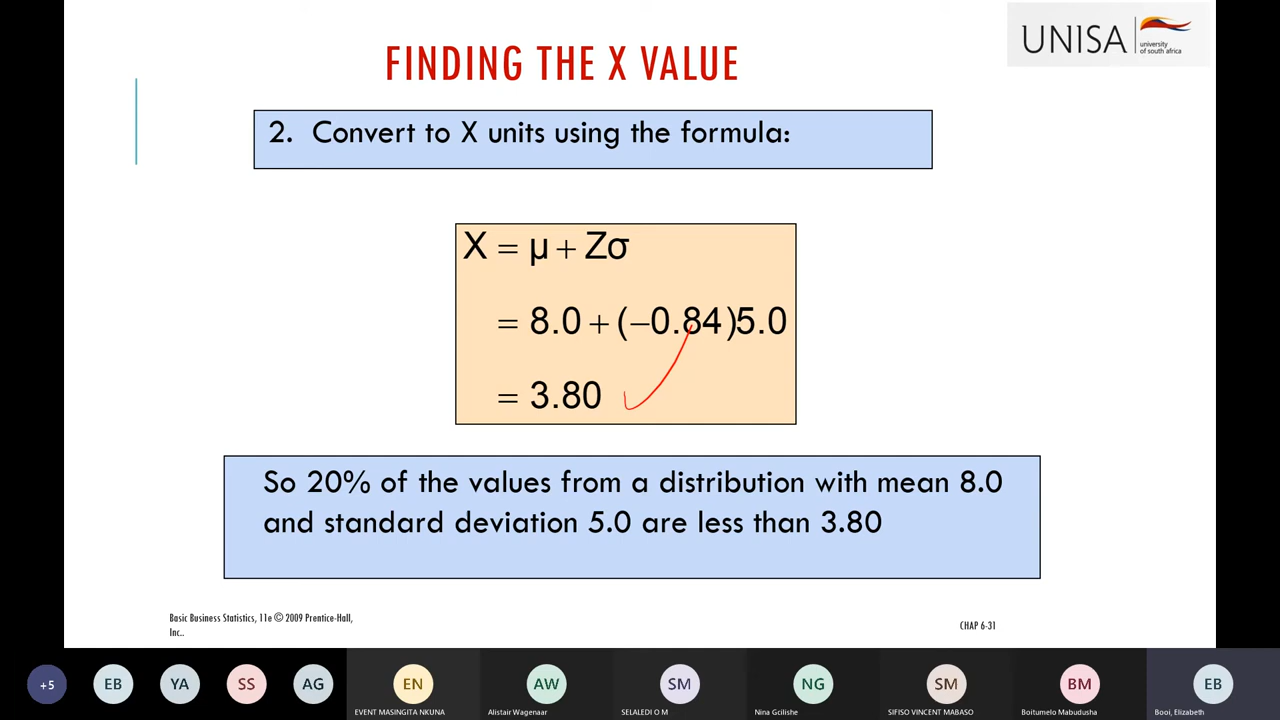 UNISA
university
of south africa
FINDING THE X VALUE
2. Convert to X units using the formula:
X = μ + Zσ
= 8.0 + (−0.84)5.0
= 3.80
So 20% of the values from a distribution with mean 8.0
and standard deviation 5.0 are less than 3.80
Basic Business Statistics, 11e © 2009 Prentice-Hall,
Inc..
CHAP 6-31
+5 EB YA SS AG EN AW SM NG SM BM EB
EVENT MASINGITA NKUNA Alistair Wagenaar SELALEDI O M Nina Gcilishe SIFISO VINCENT MABASO Boitumelo Mabudusha Booi, Elizabeth